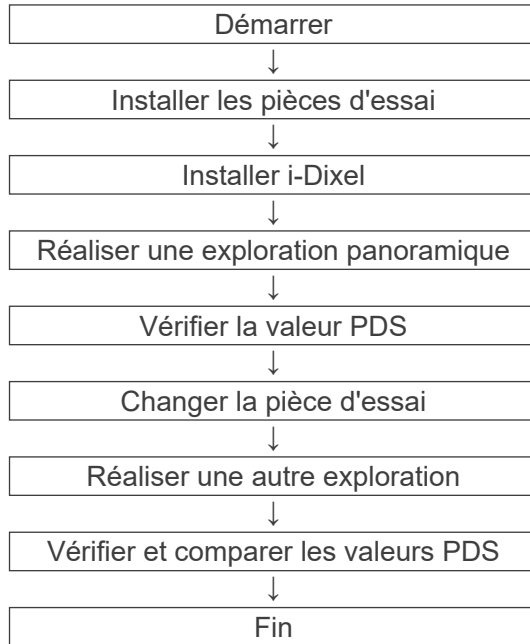 Démarrer
↓
Installer les pièces d'essai
↓
Installer i-Dixel
↓
Réaliser une exploration panoramique
↓
Vérifier la valeur PDS
↓
Changer la pièce d'essai
↓
Réaliser une autre exploration
↓
Vérifier et comparer les valeurs PDS
↓
Fin